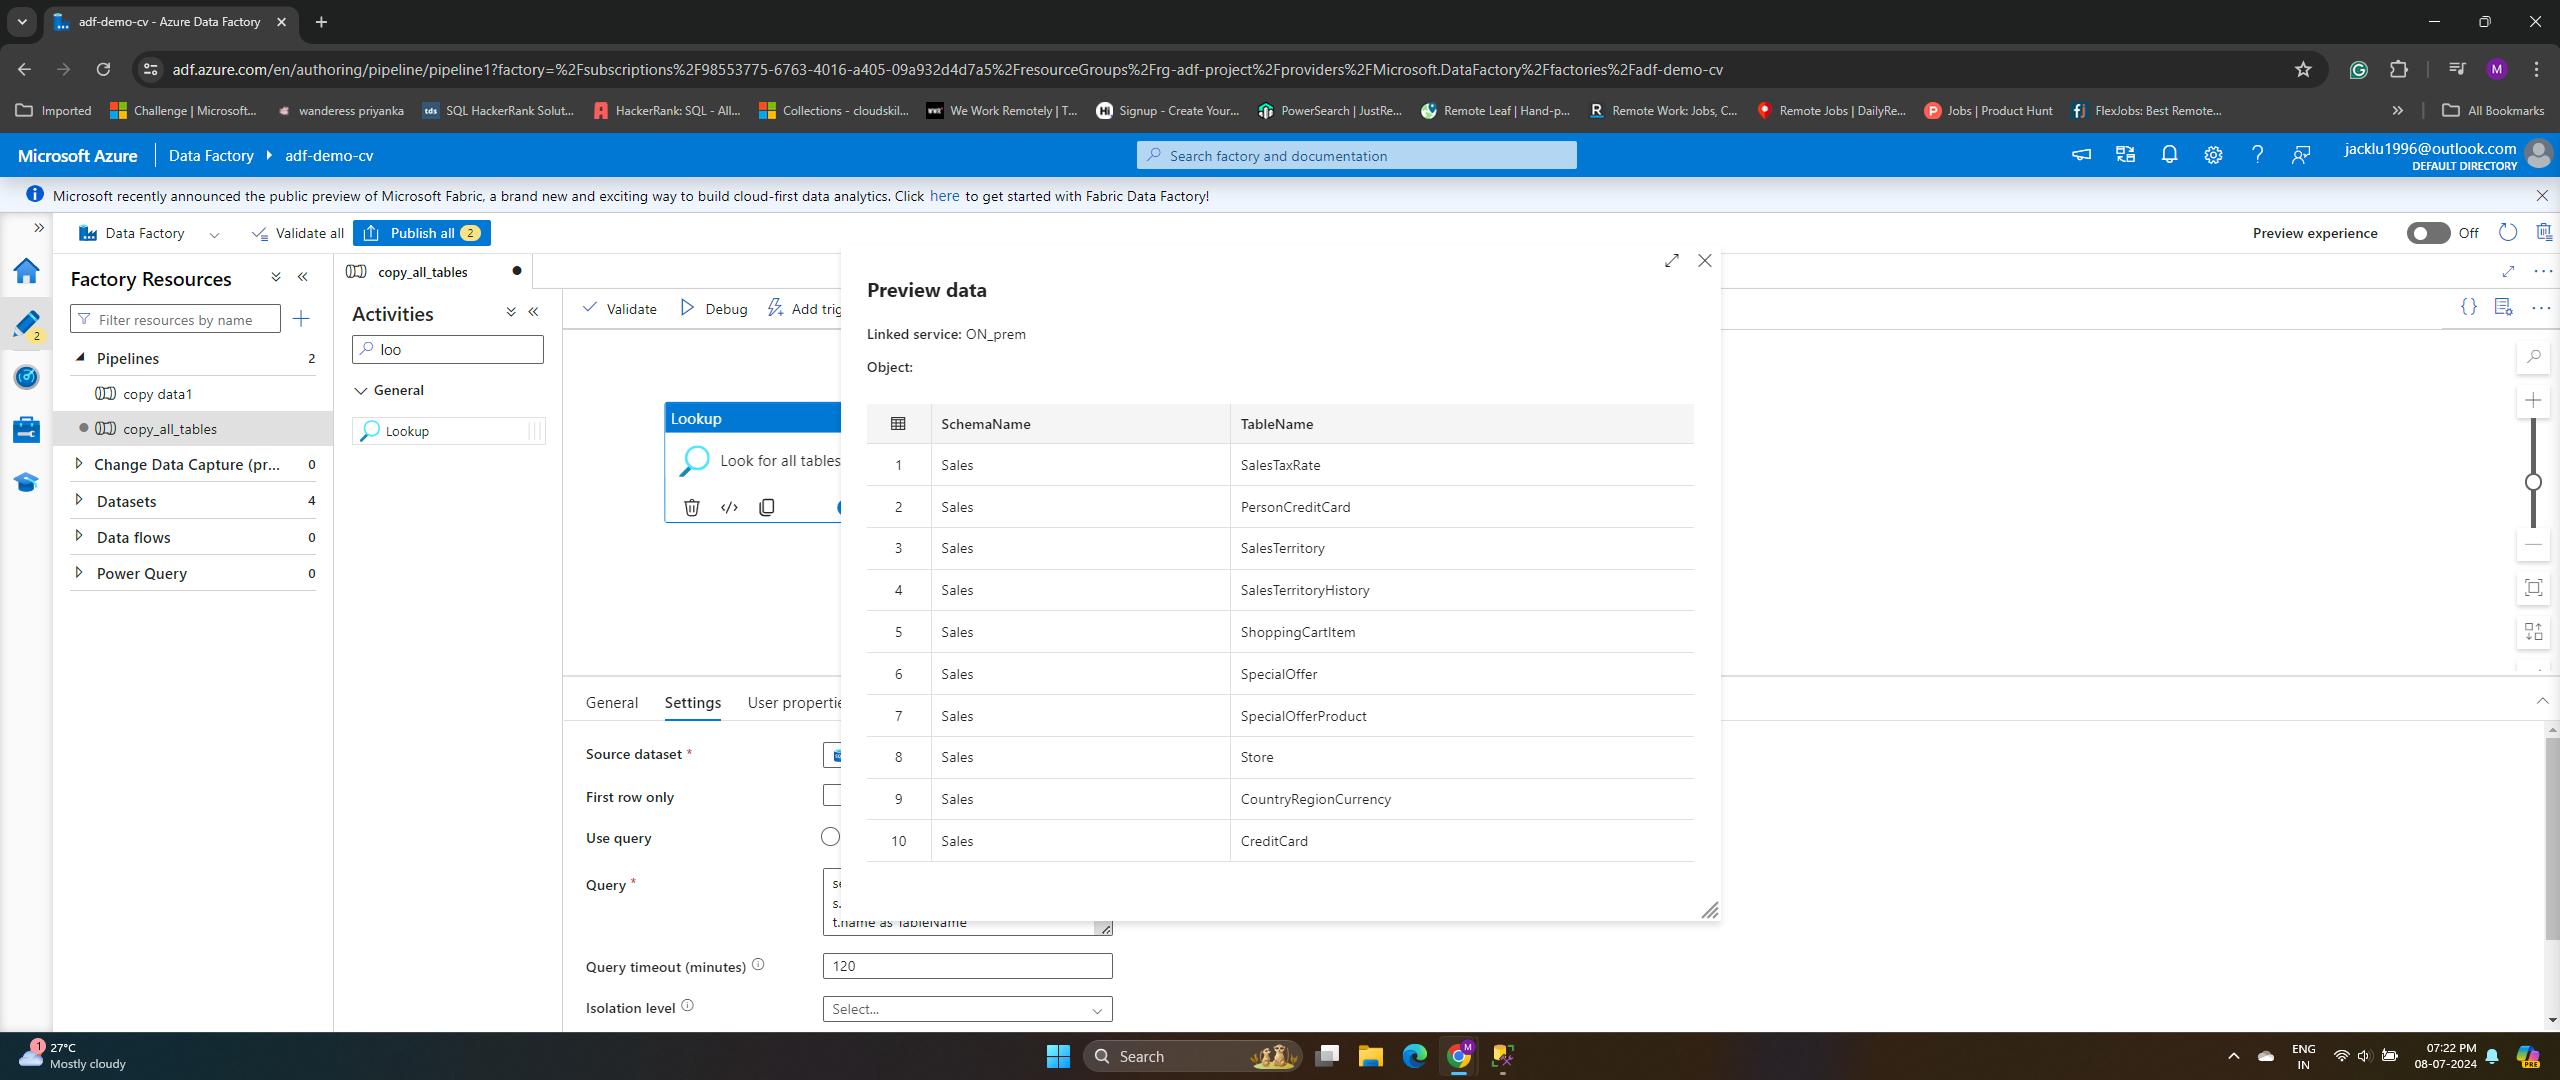 adf-demo-cv - Azure Data Factory
adf.azure.com/en/authoring/pipeline/pipeline1?factory=%2Fsubscriptions%2F98553775-6763-4016-a405-09a932d4d7a5%2FresourceGroups%2Frg-adf-project%2Fproviders%2FMicrosoft.DataFactory%2Ffactories%2Fadf-demo-cv
M
Imported
Challenge | Microsoft...
wanderess priyanka
tds SQL HackerRank Solut...
HackerRank: SQL - All...
Collections - cloudskil...
We Work Remotely | T...
Signup - Create Your...
PowerSearch | JustRe...
Remote Leaf | Hand-p...
Remote Work: Jobs, C...
Remote Jobs | DailyRe...
Jobs | Product Hunt
FlexJobs: Best Remote...
All Bookmarks
Microsoft Azure
Data Factory
adf-demo-cv
Search factory and documentation
jacklu1996@outlook.com
DEFAULT DIRECTORY
Microsoft recently announced the public preview of Microsoft Fabric, a brand new and exciting way to build cloud-first data analytics. Click here to get started with Fabric Data Factory!
Data Factory
Validate all
Publish all 2
Preview experience
Off
2
Factory Resources
Filter resources by name
Pipelines 2
copy data1
copy_all_tables
Change Data Capture (pr... 0
Datasets 4
Data flows 0
Power Query 0
copy_all_tables
Activities
loo
General
Lookup
Validate
Debug
Add trig
Lookup
Look for all tables
General
Settings
User propertie
Source dataset *
First row only
Use query
Query *
se
s.
t.name as TableName
Query timeout (minutes)
120
Isolation level
Select...
Preview data
Linked service: ON_prem
Object:
SchemaName TableName
1 Sales SalesTaxRate
2 Sales PersonCreditCard
3 Sales SalesTerritory
4 Sales SalesTerritoryHistory
5 Sales ShoppingCartItem
6 Sales SpecialOffer
7 Sales SpecialOfferProduct
8 Sales Store
9 Sales CountryRegionCurrency
10 Sales CreditCard
1
27°C
Mostly cloudy
Search
M
ENG
IN
07:22 PM
08-07-2024
PRE